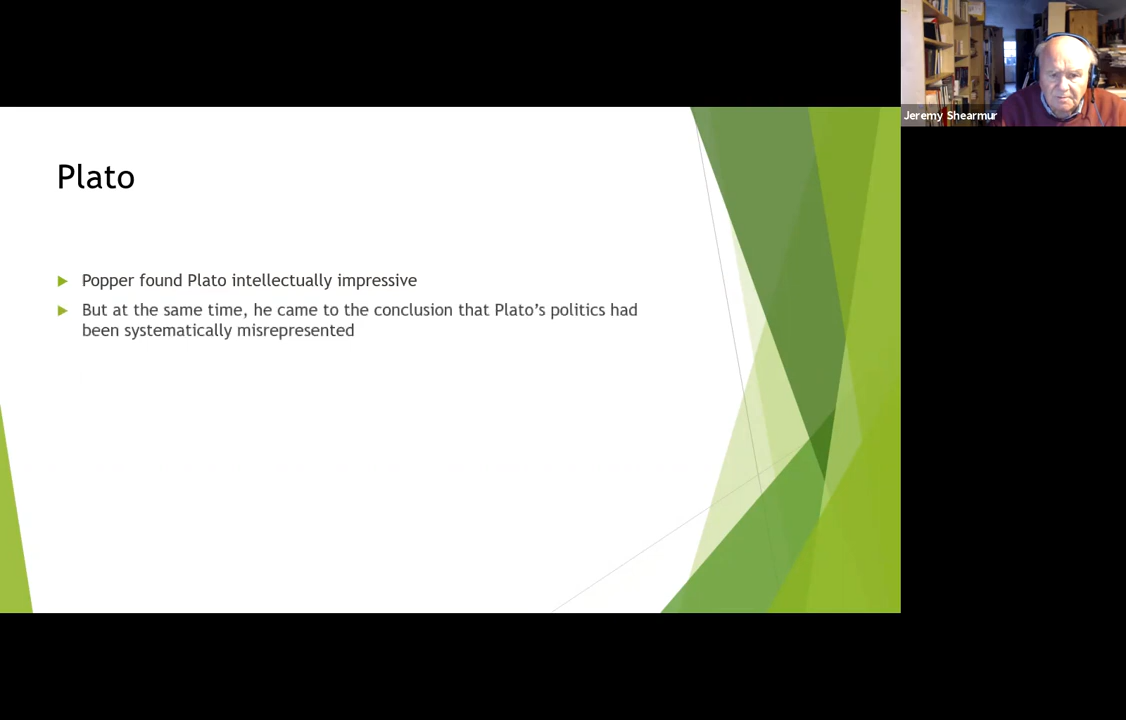 Jeremy Shearmur
Plato
Popper found Plato intellectually impressive
But at the same time, he came to the conclusion that Plato’s politics had
been systematically misrepresented